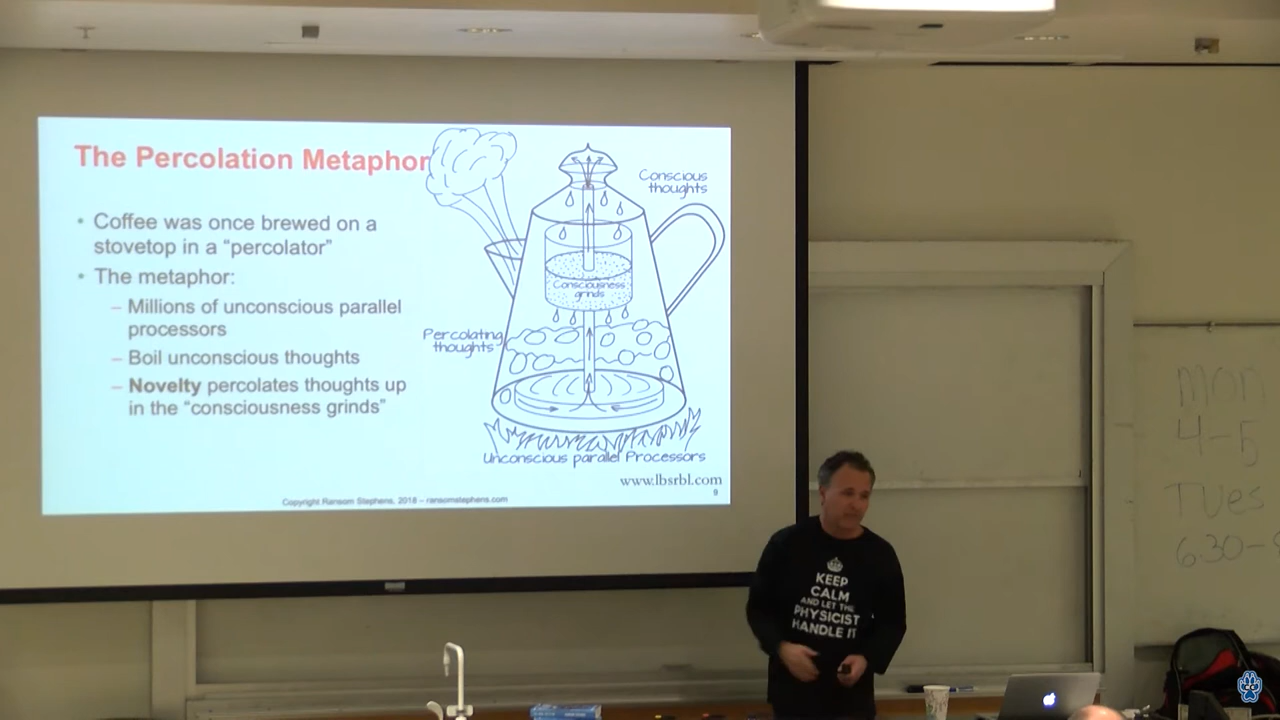 The Percolation Metaphor
• Coffee was once brewed on a
stovetop in a “percolator”
• The metaphor:
– Millions of unconscious parallel
processors
– Boil unconscious thoughts
– Novelty percolates thoughts up
in the “consciousness grinds”
Conscious
thoughts
Consciousness
grinds
Percolating
thoughts
Unconscious parallel Processors
www.lbsrbl.com
Copyright Ransom Stephens, 2018 – ransomstephens.com
9
KEEP
CALM
AND LET THE
PHYSICIST
HANDLE IT
mon
4-5
Tues
6.30-